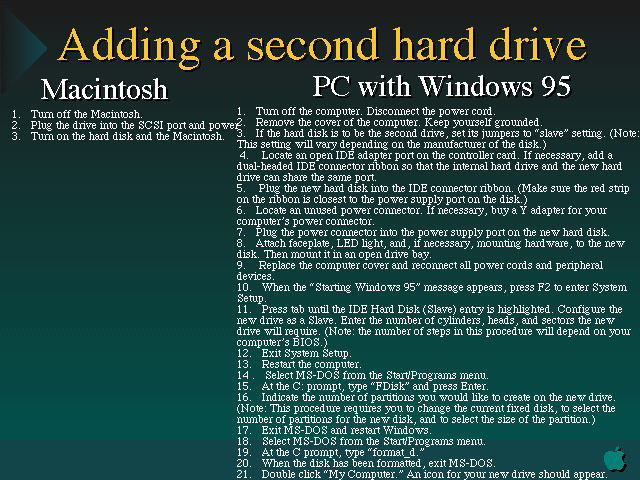 Adding a second hard drive
Macintosh
1. Turn off the Macintosh.
2. Plug the drive into the SCSI port and power
3. Turn on the hard disk and the Macintosh.
PC with Windows 95
1. Turn off the computer. Disconnect the power cord.
2. Remove the cover of the computer. Keep yourself grounded.
3. If the hard disk is to be the second drive, set its jumpers to “slave” setting. (Note:
This setting will vary depending on the manufacturer of the disk.)
4. Locate an open IDE adapter port on the controller card. If necessary, add a
dual-headed IDE connector ribbon so that the internal hard drive and the new hard
drive can share the same port.
5. Plug the new hard disk into the IDE connector ribbon. (Make sure the red strip
on the ribbon is closest to the power supply port on the disk.)
6. Locate an unused power connector. If necessary, buy a Y adapter for your
computer’s power connector.
7. Plug the power connector into the power supply port on the new hard disk.
8. Attach faceplate, LED light, and, if necessary, mounting hardware, to the new
disk. Then mount it in an open drive bay.
9. Replace the computer cover and reconnect all power cords and peripheral
devices.
10. When the “Starting Windows 95” message appears, press F2 to enter System
Setup.
11. Press tab until the IDE Hard Disk (Slave) entry is highlighted. Configure the
new drive as a Slave. Enter the number of cylinders, heads, and sectors the new
drive will require. (Note: the number of steps in this procedure will depend on your
computer’s BIOS.)
12. Exit System Setup.
13. Restart the computer.
14. Select MS-DOS from the Start/Programs menu.
15. At the C: prompt, type “FDisk” and press Enter.
16. Indicate the number of partitions you would like to create on the new drive.
(Note: This procedure requires you to change the current fixed disk, to select the
number of partitions for the new disk, and to select the size of the partition.)
17. Exit MS-DOS and restart Windows.
18. Select MS-DOS from the Start/Programs menu.
19. At the C prompt, type “format_d.”
20. When the disk has been formatted, exit MS-DOS.
21. Double click “My Computer.” An icon for your new drive should appear.